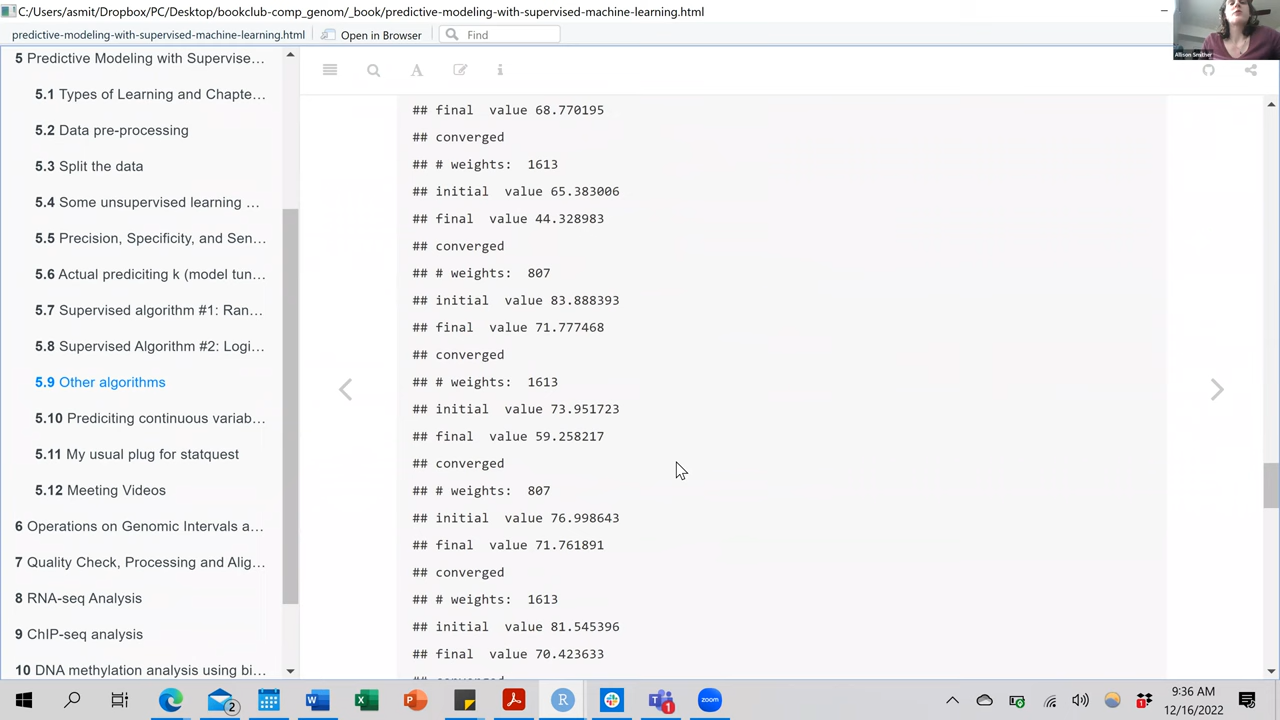 C:/Users/asmit/Dropbox/PC/Desktop/bookclub-comp_genom/_book/predictive-modeling-with-supervised-machine-learning.html
predictive-modeling-with-supervised-machine-learning.html
Open in Browser
Find
Allison Smither
5 Predictive Modeling with Supervise...
5.1 Types of Learning and Chapte...
5.2 Data pre-processing
5.3 Split the data
5.4 Some unsupervised learning ...
5.5 Precision, Specificity, and Sen...
5.6 Actual prediciting k (model tun...
5.7 Supervised algorithm #1: Ran...
5.8 Supervised Algorithm #2: Logi...
5.9 Other algorithms
5.10 Prediciting continuous variab...
5.11 My usual plug for statquest
5.12 Meeting Videos
6 Operations on Genomic Intervals a...
7 Quality Check, Processing and Alig...
8 RNA-seq Analysis
9 ChIP-seq analysis
10 DNA methylation analysis using bi...
## final  value 68.770195
## converged
## # weights:  1613
## initial  value 65.383006
## final  value 44.328983
## converged
## # weights:  807
## initial  value 83.888393
## final  value 71.777468
## converged
## # weights:  1613
## initial  value 73.951723
## final  value 59.258217
## converged
## # weights:  807
## initial  value 76.998643
## final  value 71.761891
## converged
## # weights:  1613
## initial  value 81.545396
## final  value 70.423633
## converged
2
1
zoom
1
9:36 AM
12/16/2022